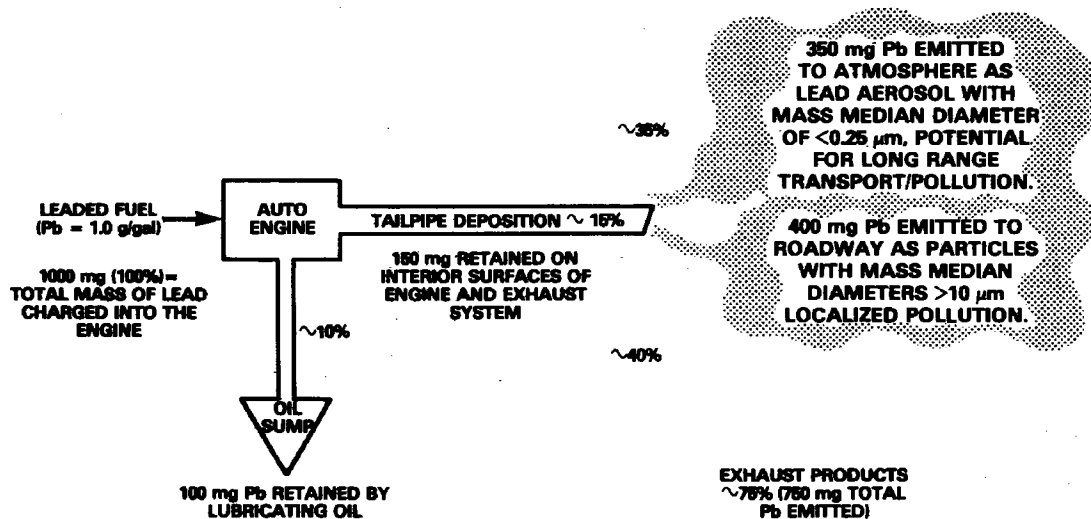 350 mg Pb EMITTED
TO ATMOSPHERE AS
LEAD AEROSOL WITH
MASS MEDIAN DIAMETER
OF <0.25 µm, POTENTIAL
FOR LONG RANGE
TRANSPORT/POLLUTION.
~35%
LEADED FUEL
(Pb = 1.0 g/gal)
AUTO
ENGINE
TAILPIPE DEPOSITION ~ 15%
400 mg Pb EMITTED TO
ROADWAY AS PARTICLES
WITH MASS MEDIAN
DIAMETERS >10 µm
LOCALIZED POLLUTION.
1000 mg (100%)=
TOTAL MASS OF LEAD
CHARGED INTO THE
ENGINE
150 mg RETAINED ON
INTERIOR SURFACES OF
ENGINE AND EXHAUST
SYSTEM
~10%
~40%
OIL
SUMP
100 mg Pb RETAINED BY
LUBRICATING OIL
EXHAUST PRODUCTS
~75% (750 mg TOTAL
Pb EMITTED)